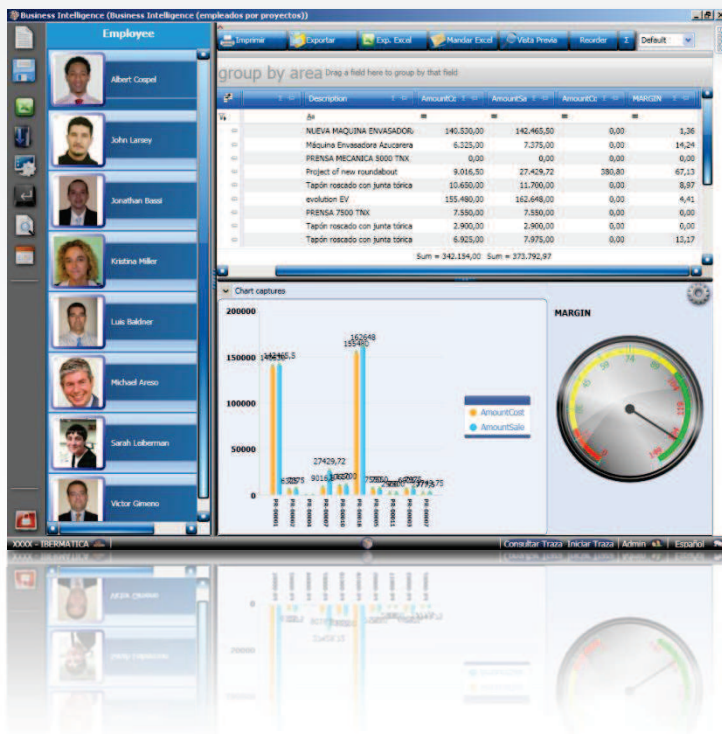 Business Intelligence (Business Intelligence (empleados por proyectos))
Employee
Albert Cospel
John Larsey
Jonathan Bassi
Kristina Miller
Luis Baldner
Michael Areso
Sarah Leiberman
Victor Gimeno
Imprimir Exportar Exp. Excel Mandar Excel Vista Previa Reorder Σ Default
group by area Drag a field here to group by that field
Description AmountCo AmountSa AmountCo MARGIN
NUEVA MAQUINA ENVASADOR. 140.530,00 142.465,50 0,00 1,36
Máquina Envasadora Azucarera 6.325,00 7.375,00 0,00 14,24
PRENSA MECANICA 5000 TNX 0,00 0,00 0,00 0,00
Project of new roundabout 9.016,50 27.429,72 380,80 67,13
Tapón roscado con junta tórica 10.650,00 11.700,00 0,00 8,97
evolution EV 155.480,00 162.648,00 0,00 4,41
PRENSA 7500 TNX 7.550,00 7.550,00 0,00 0,00
Tapón roscado con junta tórica 2.900,00 2.900,00 0,00 0,00
Tapón roscado con junta tórica 6.925,00 7.975,00 0,00 13,17
Sum = 342.154,00 Sum = 373.792,97
Chart captures
MARGIN
200000
150000
100000
50000
0
162648
155480
27429,72
AmountCost
AmountSale
XXXX - IBERMATICA
Consultar Traza Iniciar Traza Admin Español